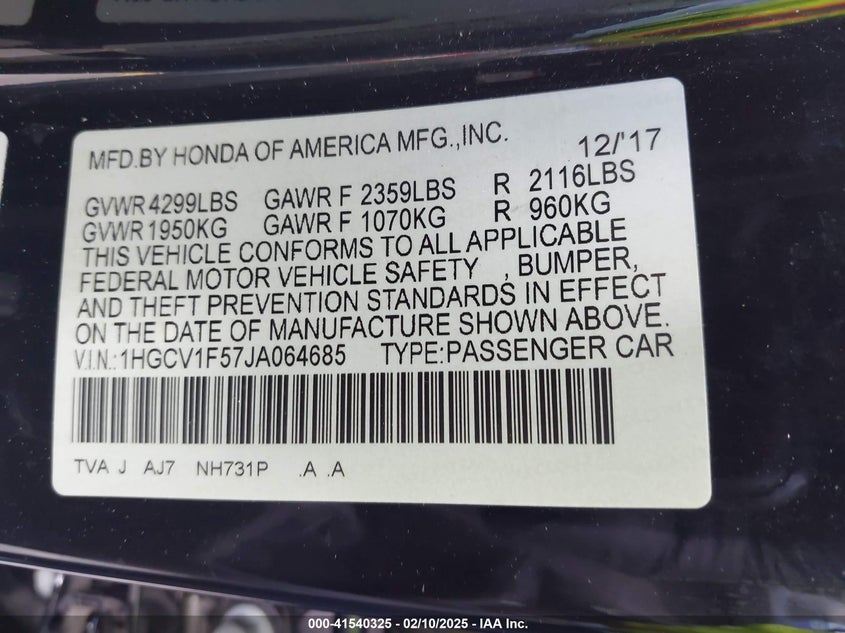 MFD.BY HONDA OF AMERICA MFG.,INC. 12/'17
GVWR 4299LBS GAWR F 2359LBS R 2116LBS
GVWR 1950KG GAWR F 1070KG R 960KG
THIS VEHICLE CONFORMS TO ALL APPLICABLE
FEDERAL MOTOR VEHICLE SAFETY , BUMPER,
AND THEFT PREVENTION STANDARDS IN EFFECT
ON THE DATE OF MANUFACTURE SHOWN ABOVE.
V.I.N.:1HGCV1F57JA064685 TYPE:PASSENGER CAR
TVA J AJ7 NH731P .A .A
000-41540325 - 02/10/2025 - IAA Inc.